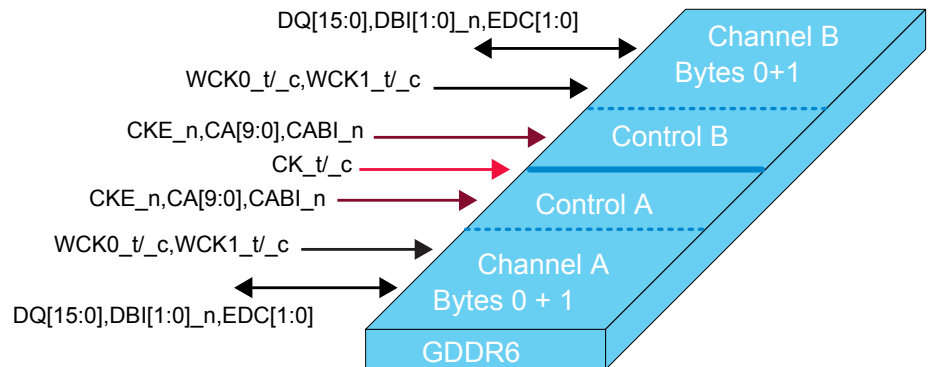 DQ[15:0],DBI[1:0]_n,EDC[1:0]
Channel B
Bytes 0+1
WCK0_t/_c,WCK1_t/_c
CKE_n,CA[9:0],CABI_n
Control B
CK_t/_c
CKE_n,CA[9:0],CABI_n
Control A
WCK0_t/_c,WCK1_t/_c
Channel A
Bytes 0 + 1
DQ[15:0],DBI[1:0]_n,EDC[1:0]
GDDR6